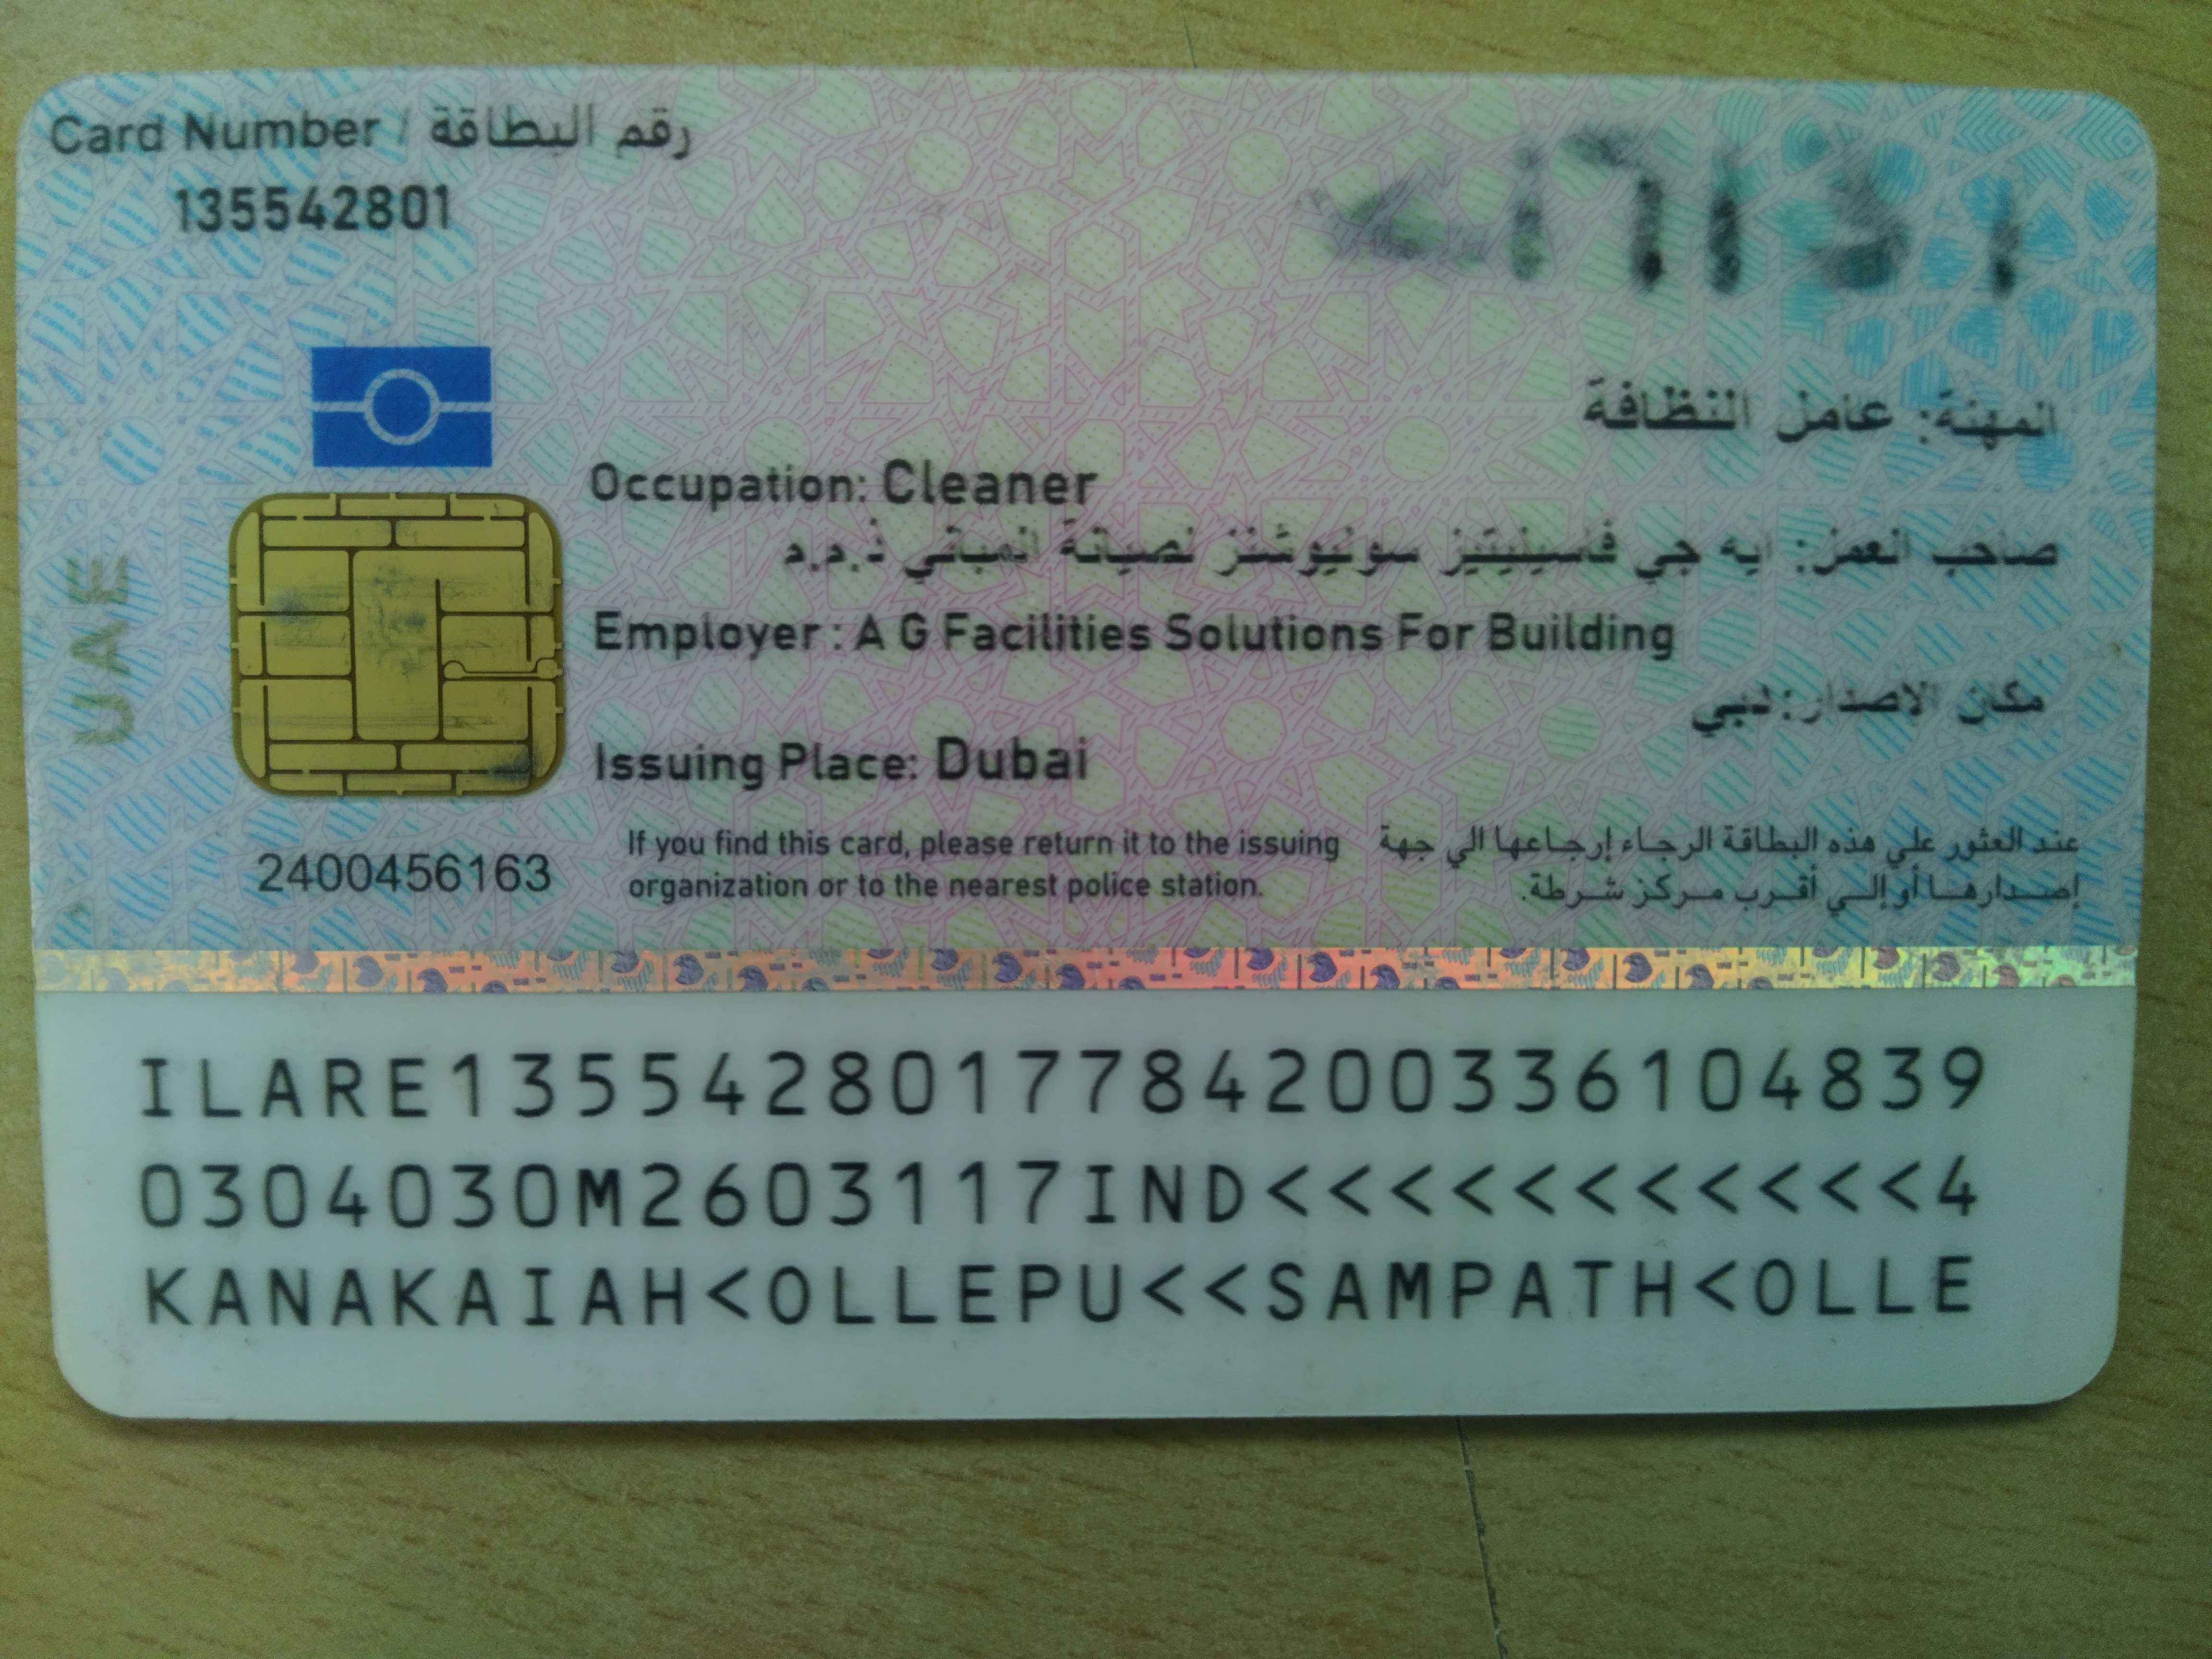 Card Number / رقم البطاقة
135542801
المهنة: عامل النظافة
Occupation: Cleaner
صاحب العمل: ايه جي فاسيليتيز سوليوشنز لصيانة المباني ذ.م.م
Employer: A G Facilities Solutions For Building
مكان الاصدار: دبي
Issuing Place: Dubai
UAE
2400456163
If you find this card, please return it to the issuing
organization or to the nearest police station.
عند العثور علي هذه البطاقة الرجاء إرجاعها الي جهة
إصدارها أو إلي أقرب مركز شرطة.
ILARE1355428017784200336104839
0304030M2603117IND<<<<<<<<<<<4
KANAKAIAH<OLLEPU<<SAMPATH<OLLE